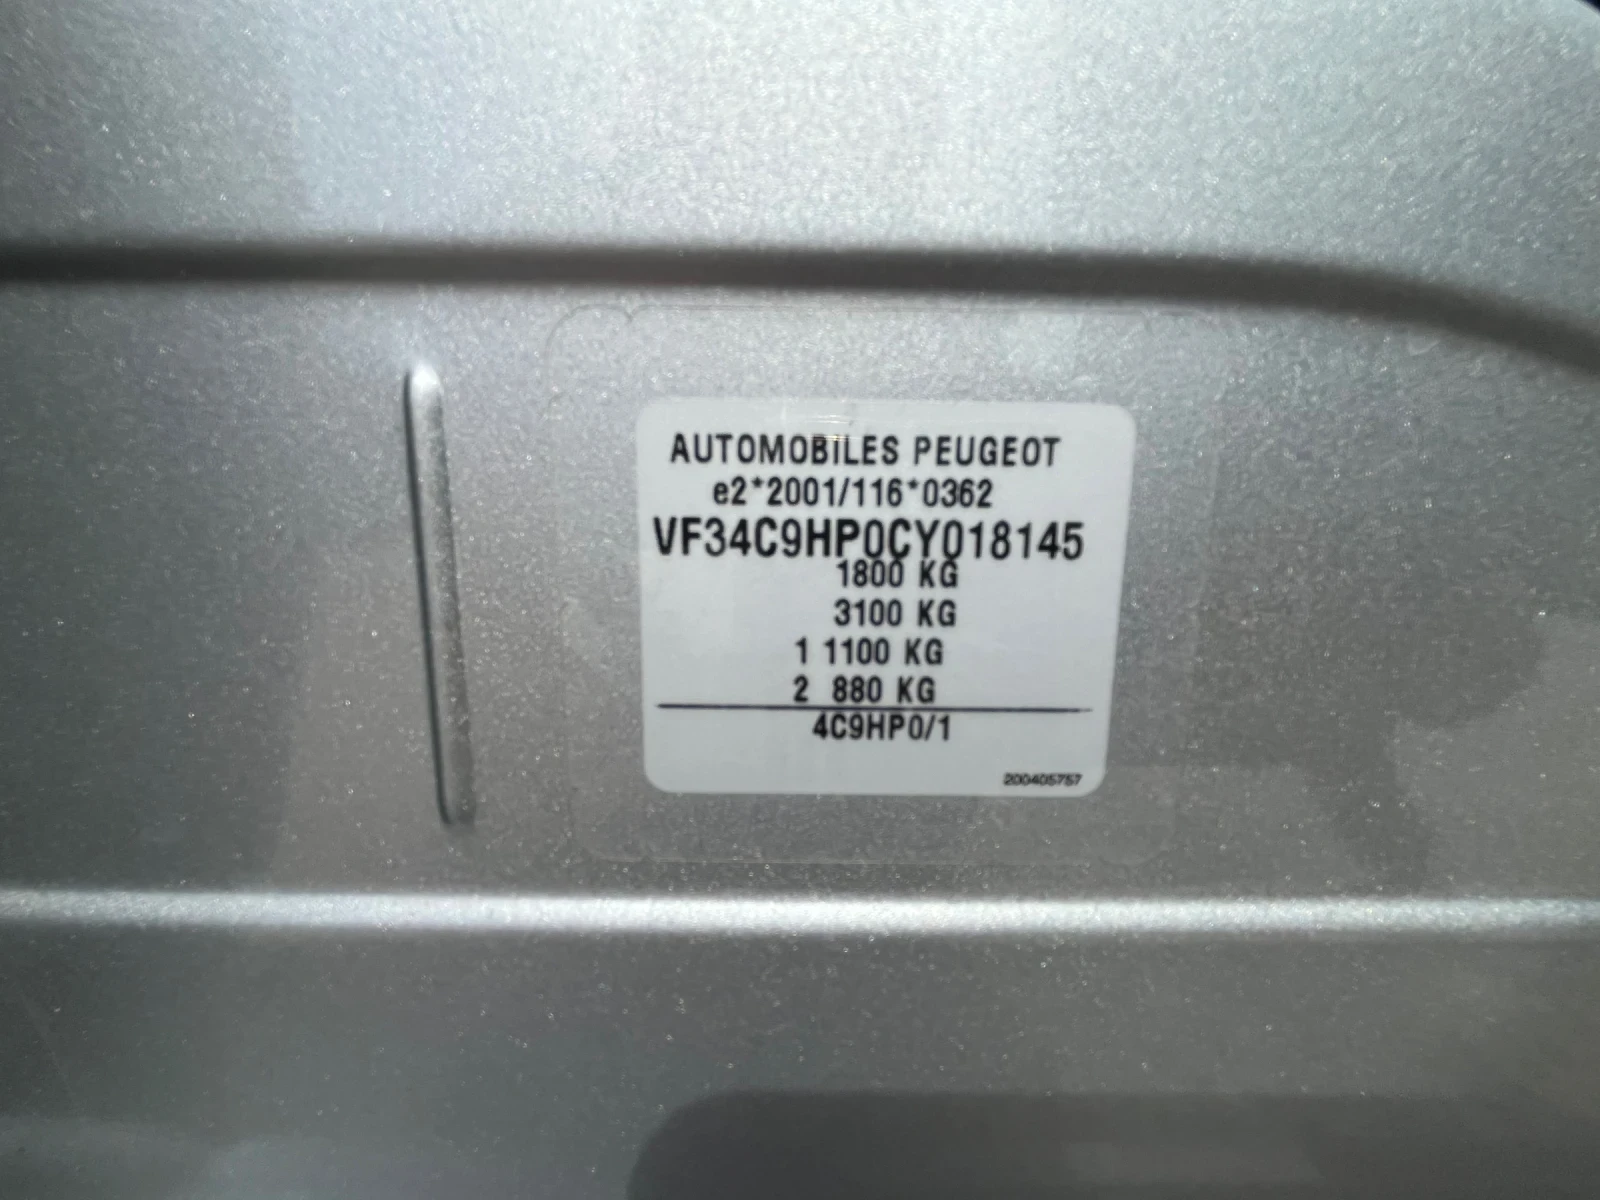 AUTOMOBILES PEUGEOT
e2*2001/116*0362
VF34C9HP0CY018145
1800 KG
3100 KG
1 1100 KG
2 880 KG
4C9HP0/1
200405757